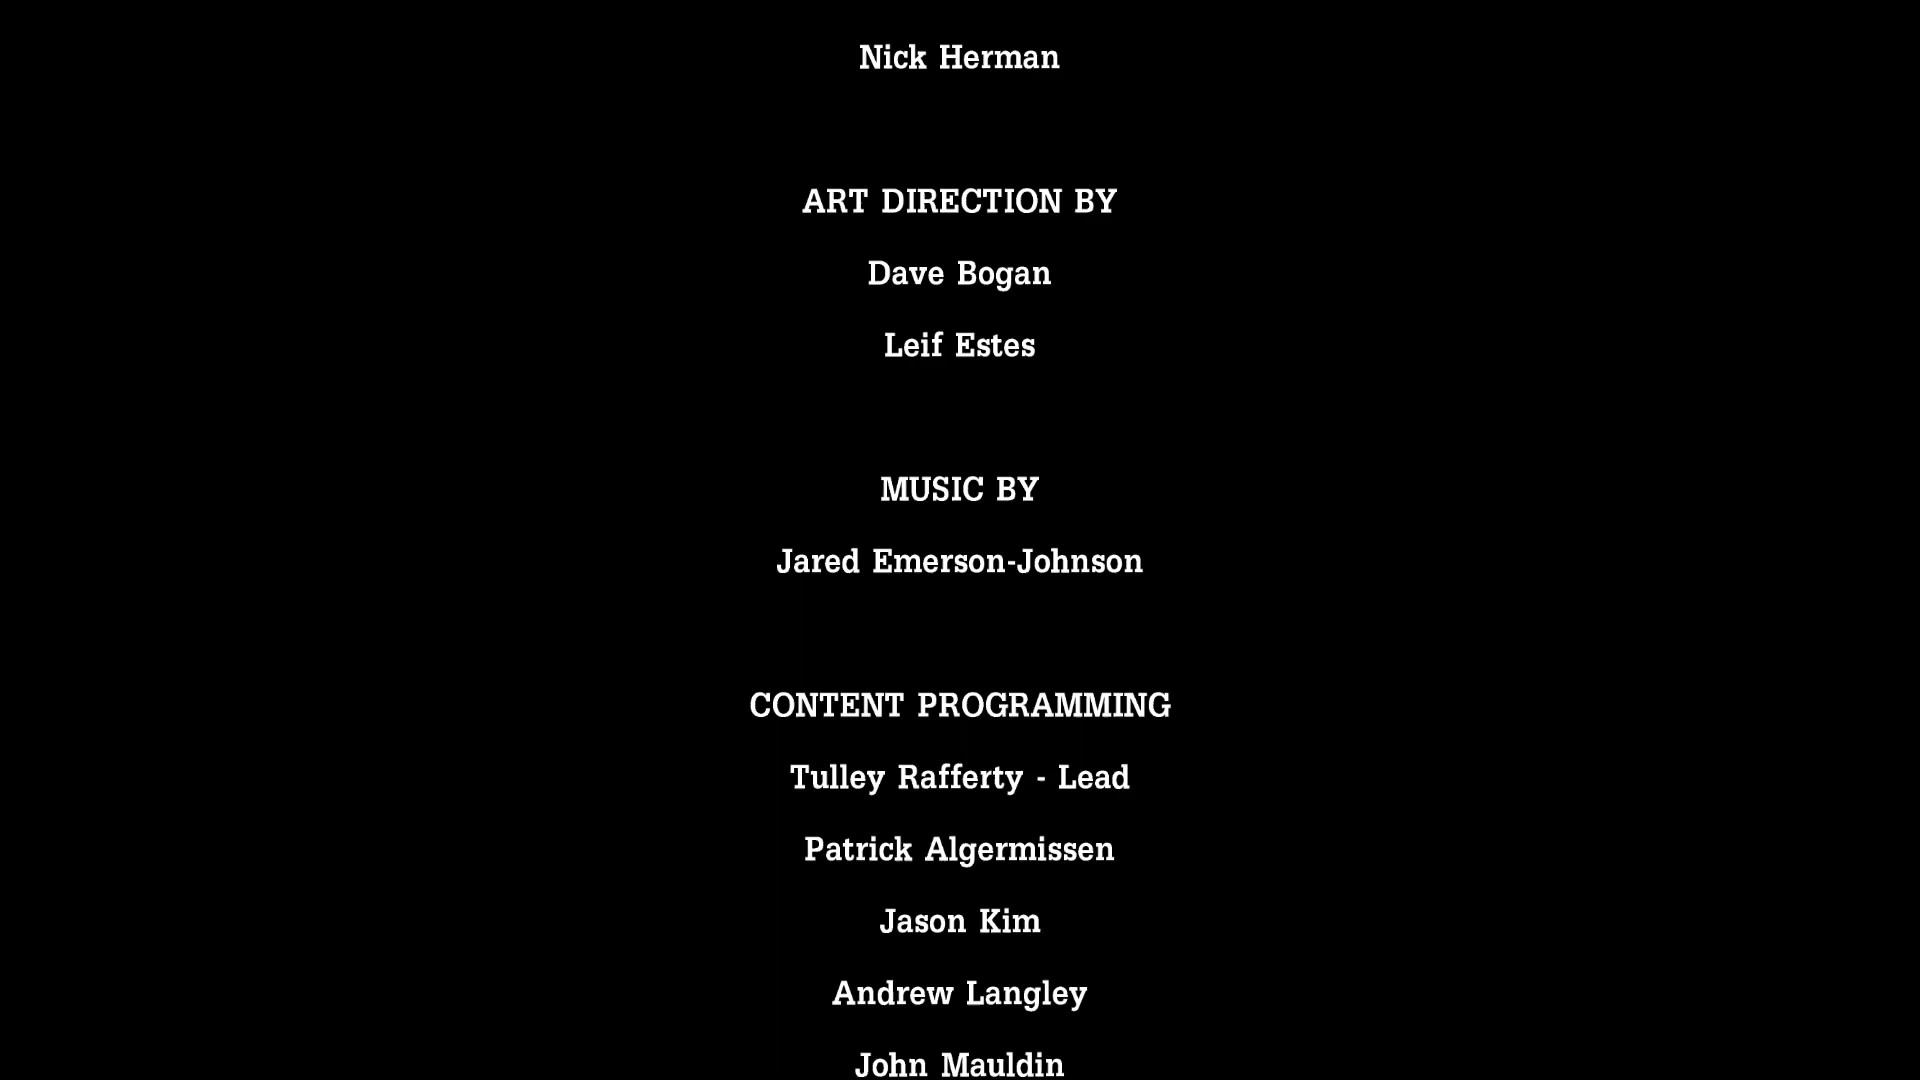 Nick Herman
ART DIRECTION BY
Dave Bogan
Leif Estes
MUSIC BY
Jared Emerson-Johnson
CONTENT PROGRAMMING
Tulley Rafferty - Lead
Patrick Algermissen
Jason Kim
Andrew Langley
John Mauldin